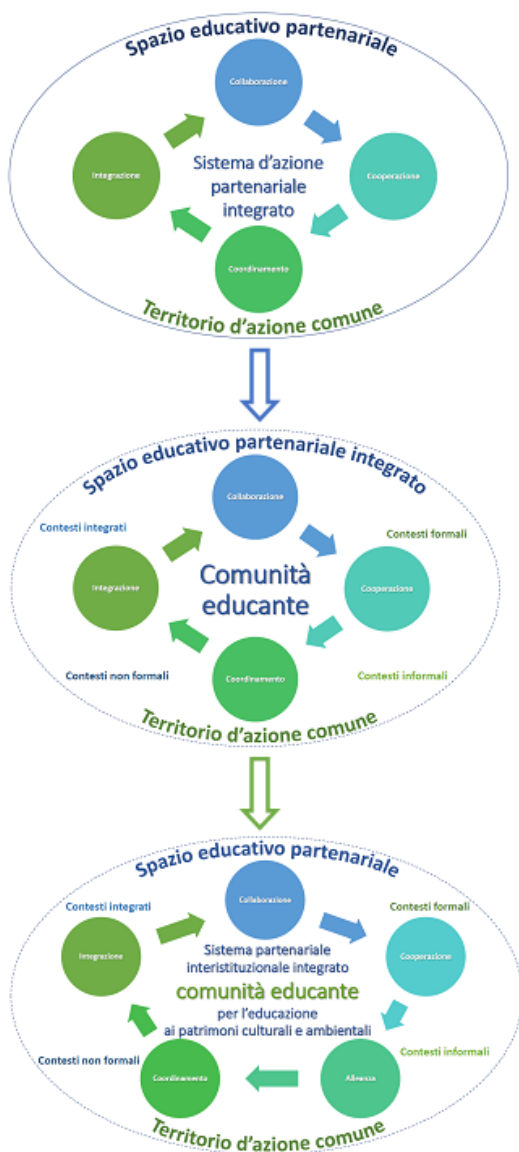 Spazio educativo partenariale
Collaborazione
Integrazione
Sistema d'azione
partenariale
integrato
Cooperazione
Coordinamento
Territorio d'azione comune
Spazio educativo partenariale integrato
Collaborazione
Contesti integrati
Contesti formali
Integrazione
Comunità
educante
Cooperazione
Contesti non formali
Coordinamento
Contesti informali
Territorio d'azione comune
Spazio educativo partenariale
Collaborazione
Contesti integrati
Contesti formali
Integrazione
Sistema partenariale
interistituzionale integrato
comunità educante
per l'educazione
ai patrimoni culturali e ambientali
Cooperazione
Contesti non formali
Contesti informali
Coordinamento
Alleanza
Territorio d'azione comune